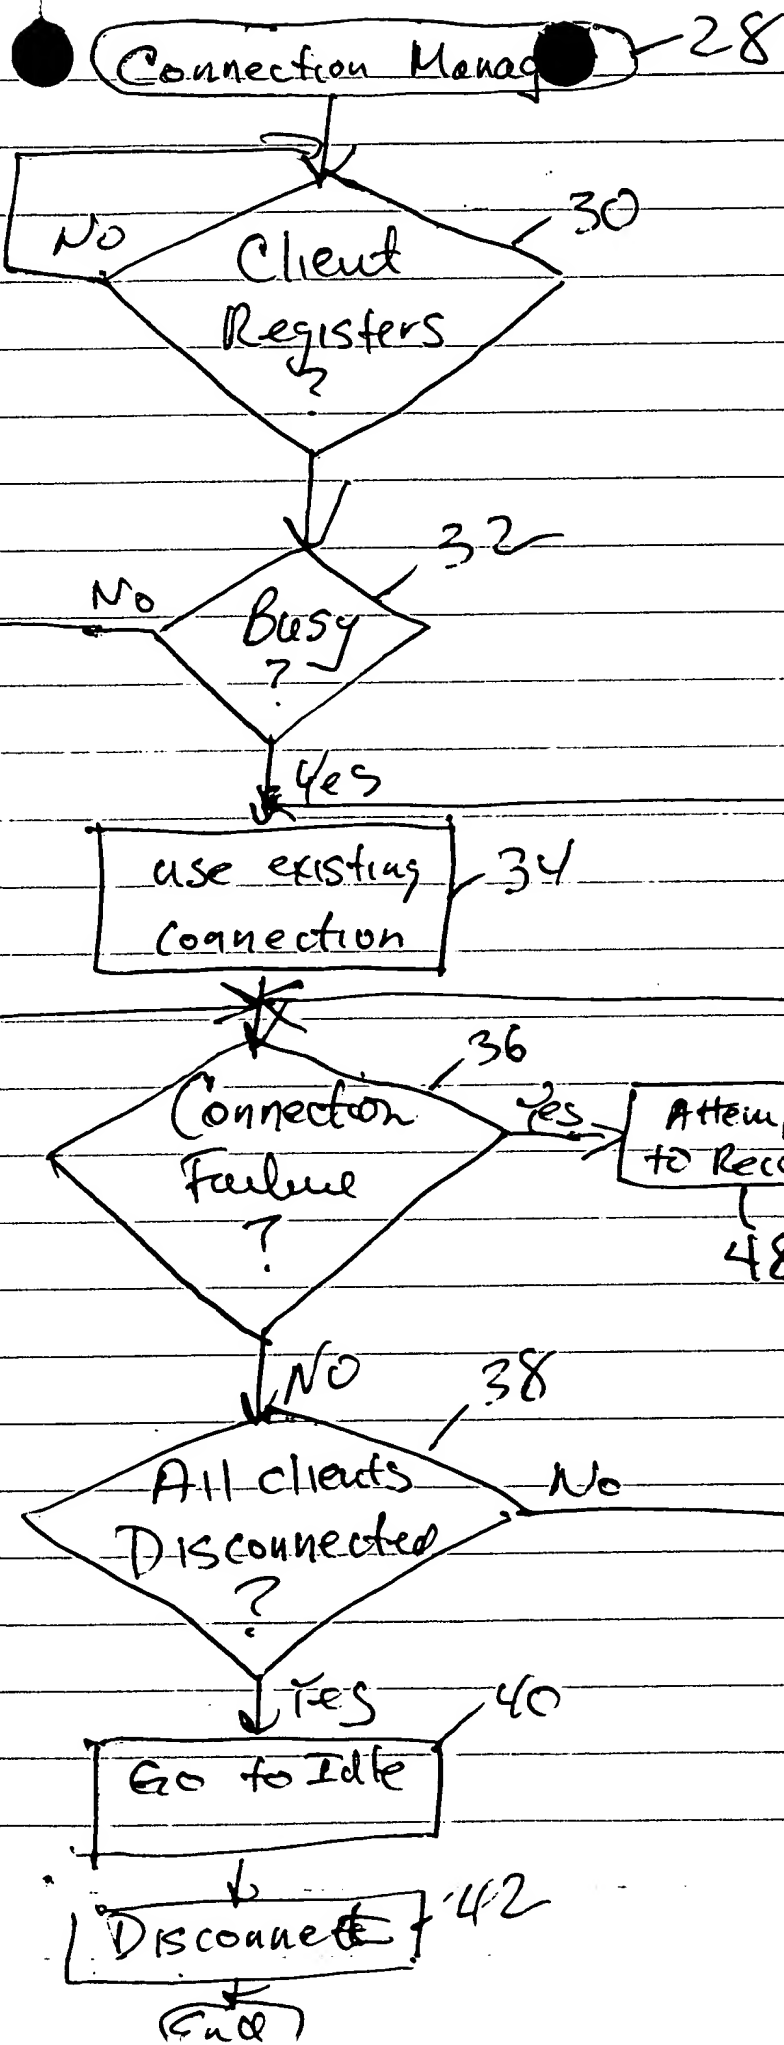 Connection Manag
28
30
No
Client
Registers
?
32
No
Busy
?
Yes
use existing
34
Connection
36
Connection
Yes
Attem
Failure
to Reco
?
48
NO
38
All clients
No
Disconnected
?
Yes
40
Go to Idle
42
Disconnect
End